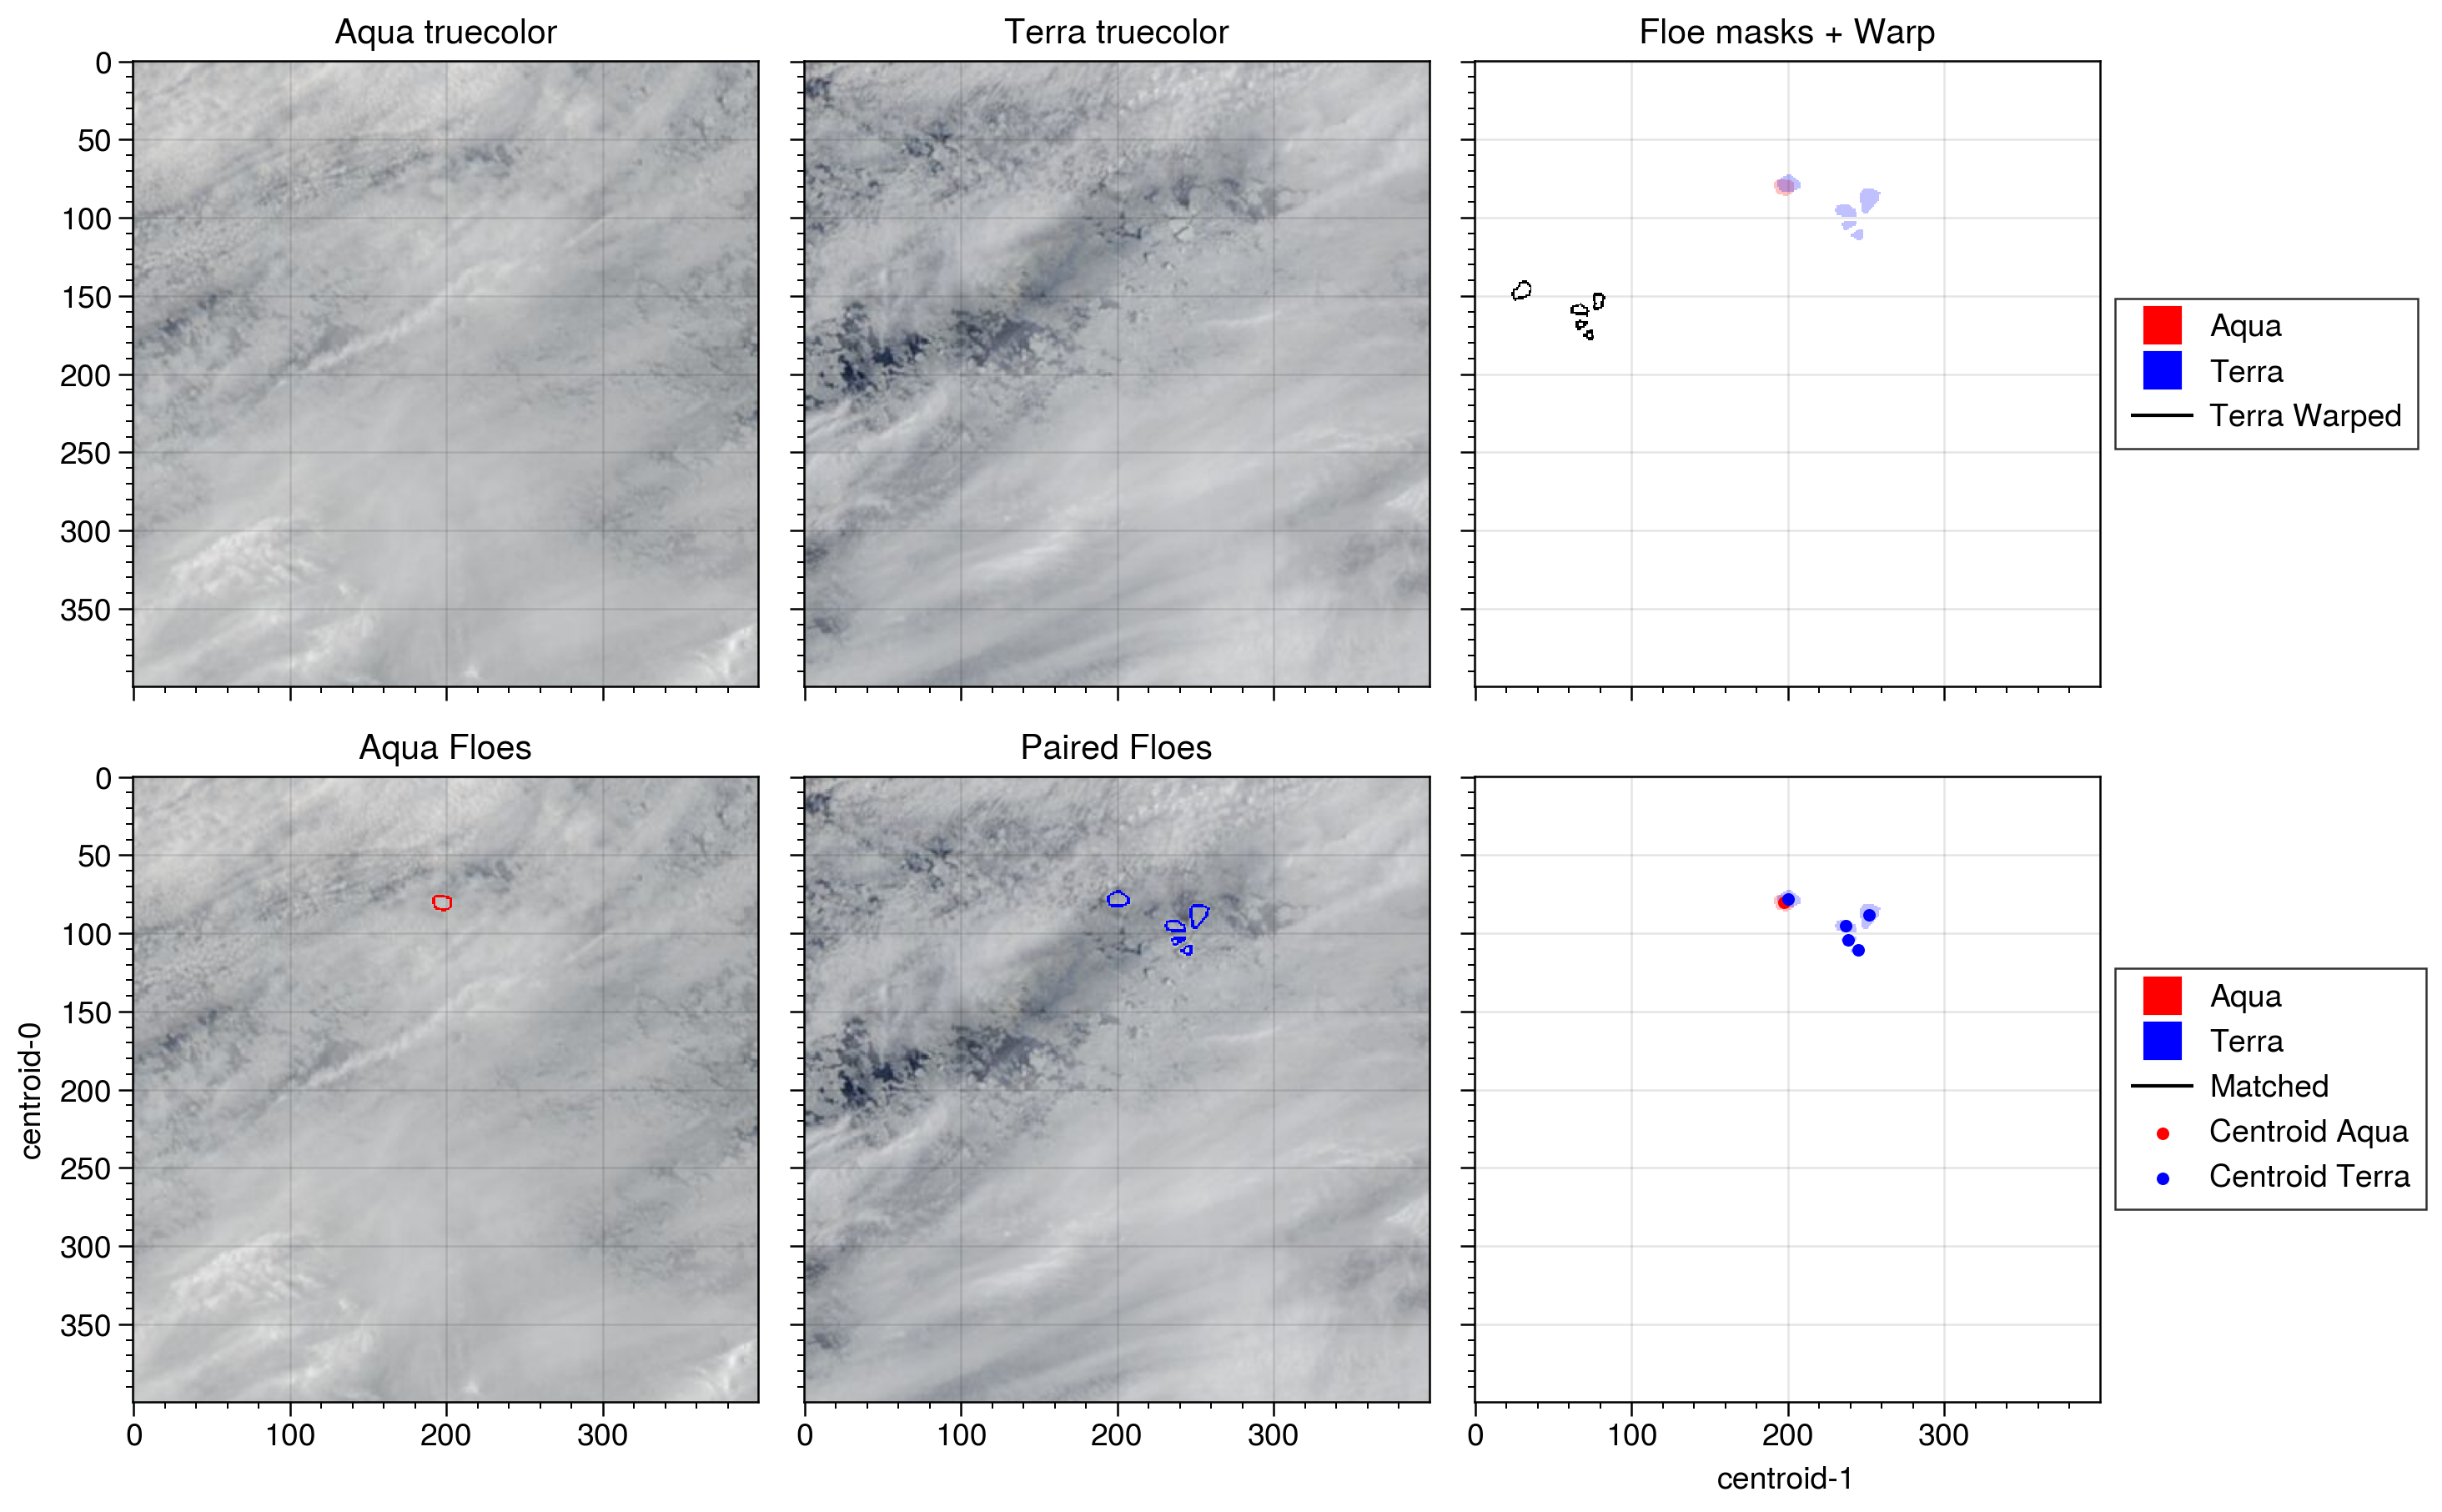 Aqua truecolor
Terra truecolor
Floe masks + Warp
0
50
100
150
200
250
300
350
Aqua
Terra
Terra Warped
Aqua Floes
Paired Floes
0
50
100
150
200
250
300
350
centroid-0
Aqua
Terra
Matched
Centroid Aqua
Centroid Terra
0 100 200 300
0 100 200 300
0 100 200 300
centroid-1